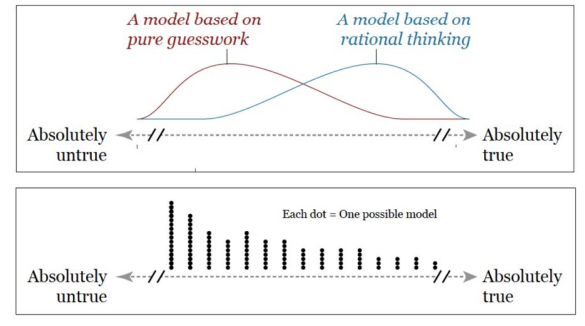 A model based on
pure guesswork
A model based on
rational thinking
Absolutely
untrue
Absolutely
true
Each dot = One possible model
Absolutely
untrue
Absolutely
true